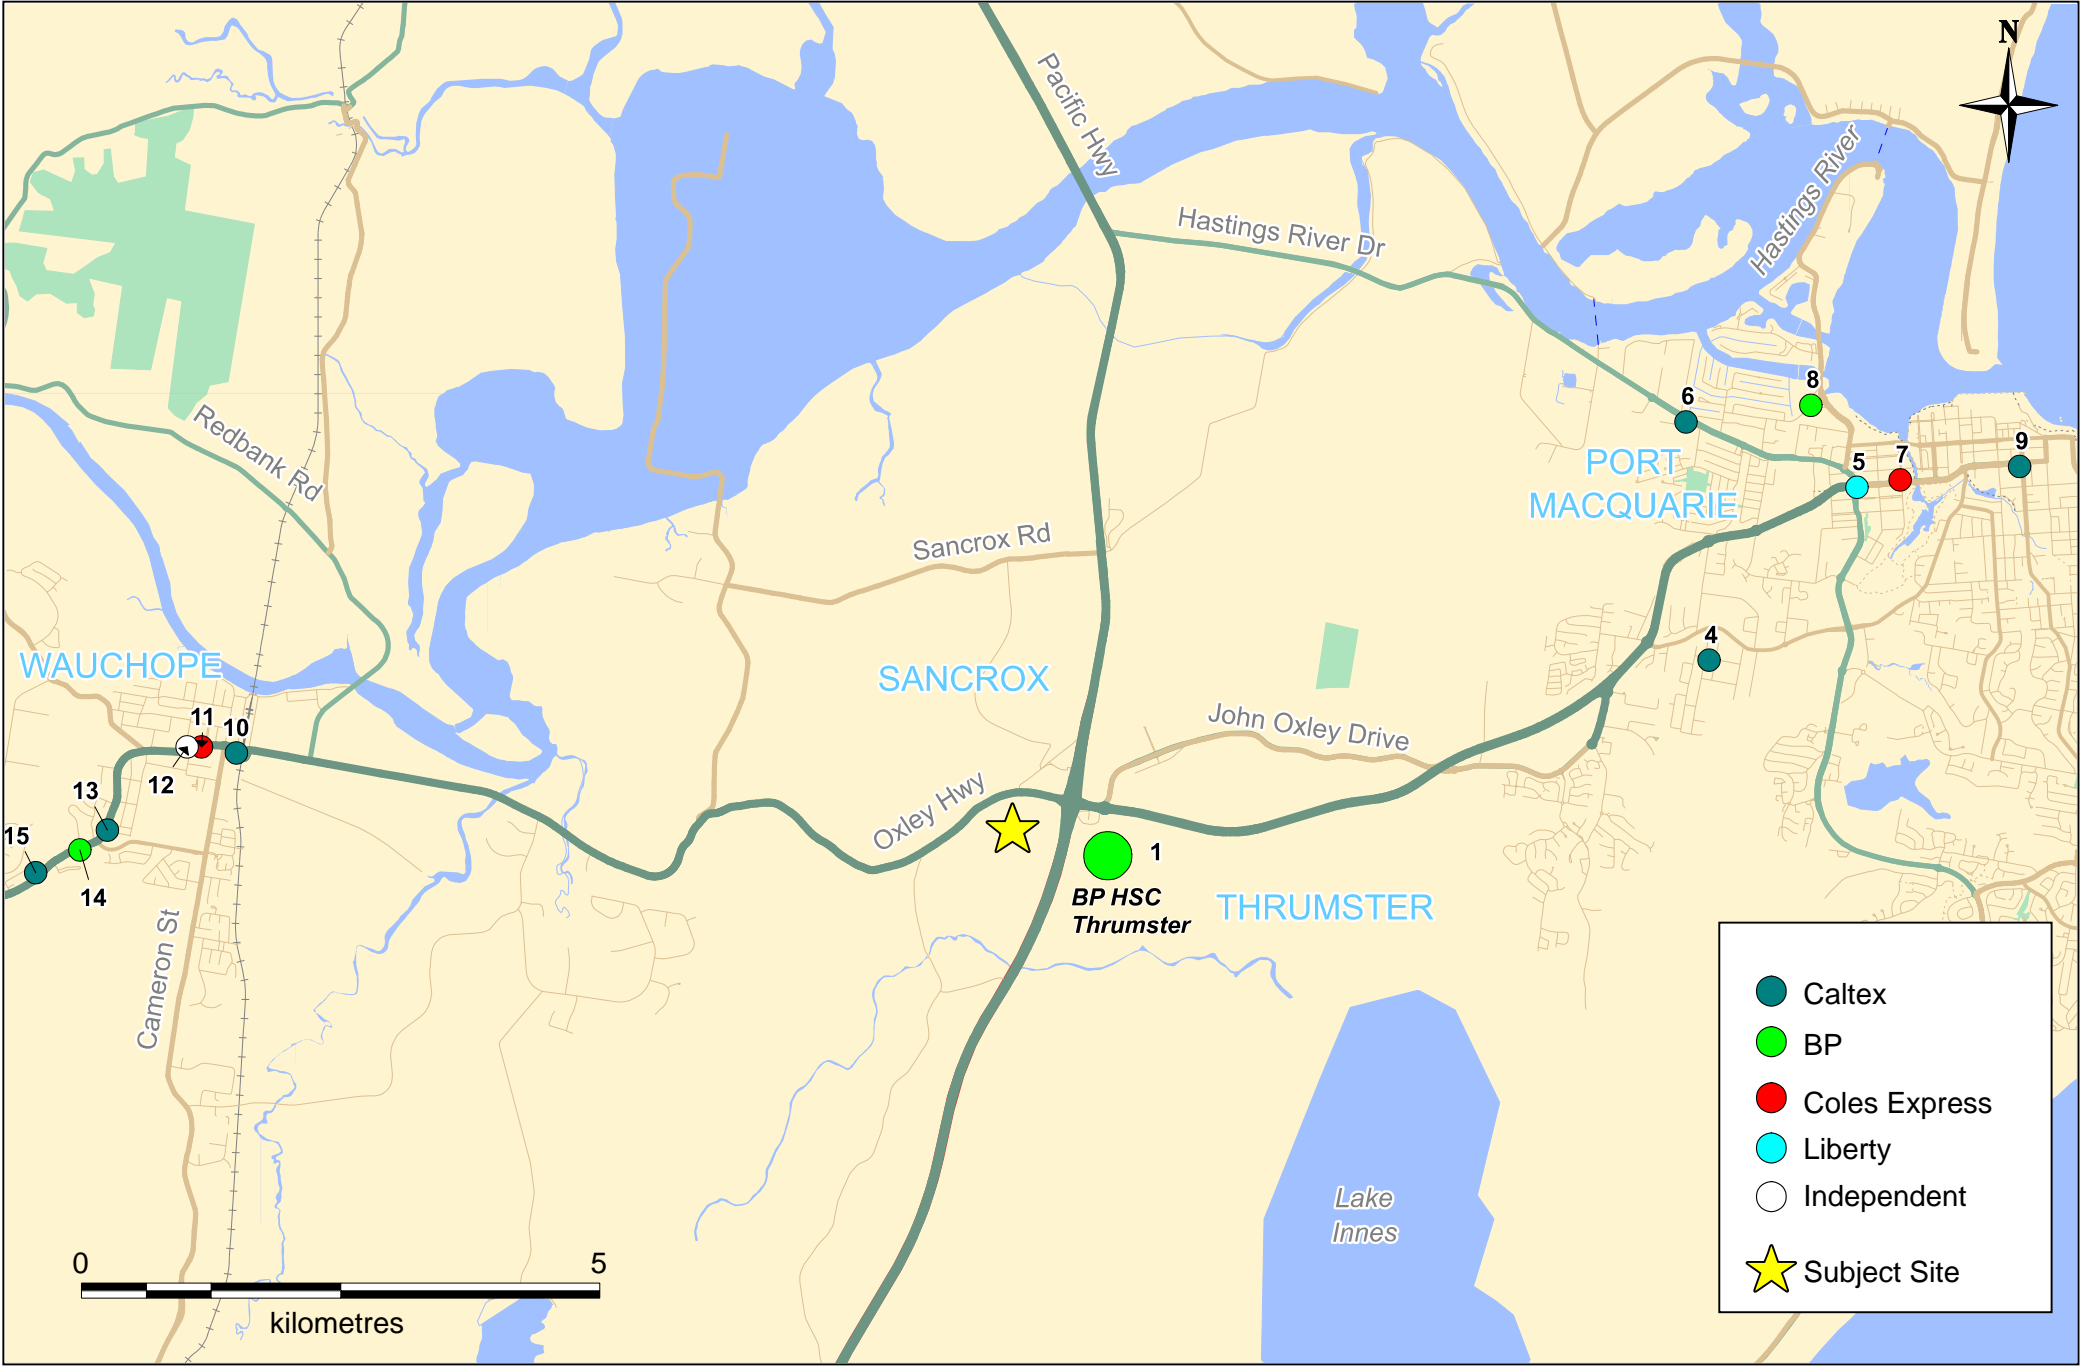 N
Pacific Hwy
Hastings River
Hastings River Dr
8
6
Redbank Rd
9
7
5
PORT
MACQUARIE
Sancrox Rd
4
WAUCHOPE
SANCROX
11
10
John Oxley Drive
12
13
Oxley Hwy
15
1
14
BP HSC
Thrumster
THRUMSTER
Cameron St
Caltex
BP
Coles Express
Liberty
Independent
Subject Site
Lake
Innes
0
5
kilometres